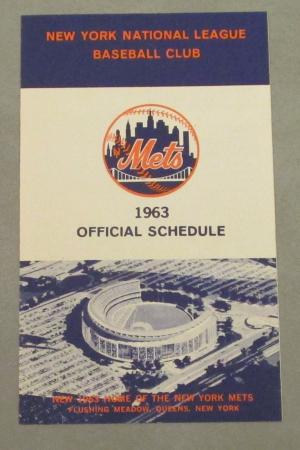 NEW YORK NATIONAL LEAGUE
BASEBALL CLUB
Mets
1963
OFFICIAL SCHEDULE
NEW 1963 HOME OF THE NEW YORK METS
FLUSHING MEADOW, QUEENS, NEW YORK